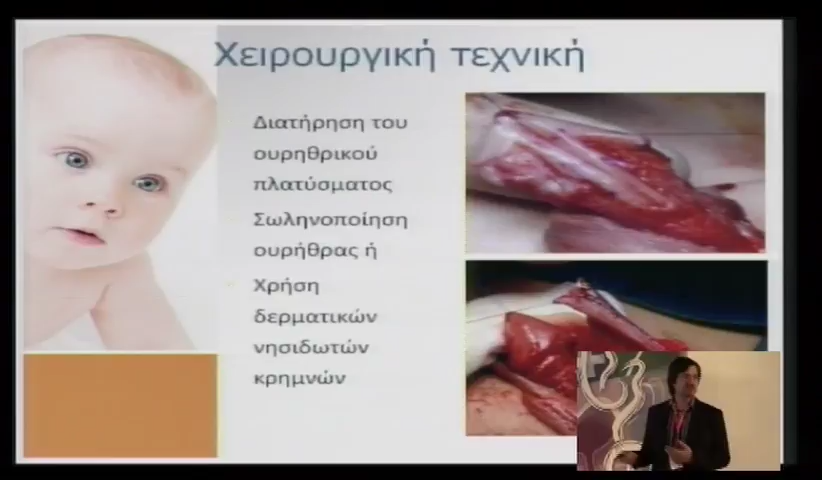 Χειρουργική τεχνική
Διατήρηση του
ουρηθρικού
πλατύσματος
Σωληνοποίηση
ουρήθρας ή
Χρήση
δερματικών
νησιδωτών
κρημνών